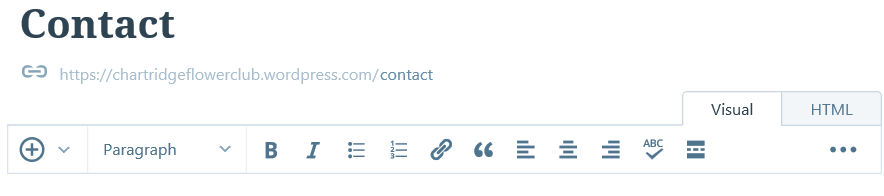 Contact
https://chartridgeflowerclub.wordpress.com/contact
Visual HTML
Paragraph B I ABC